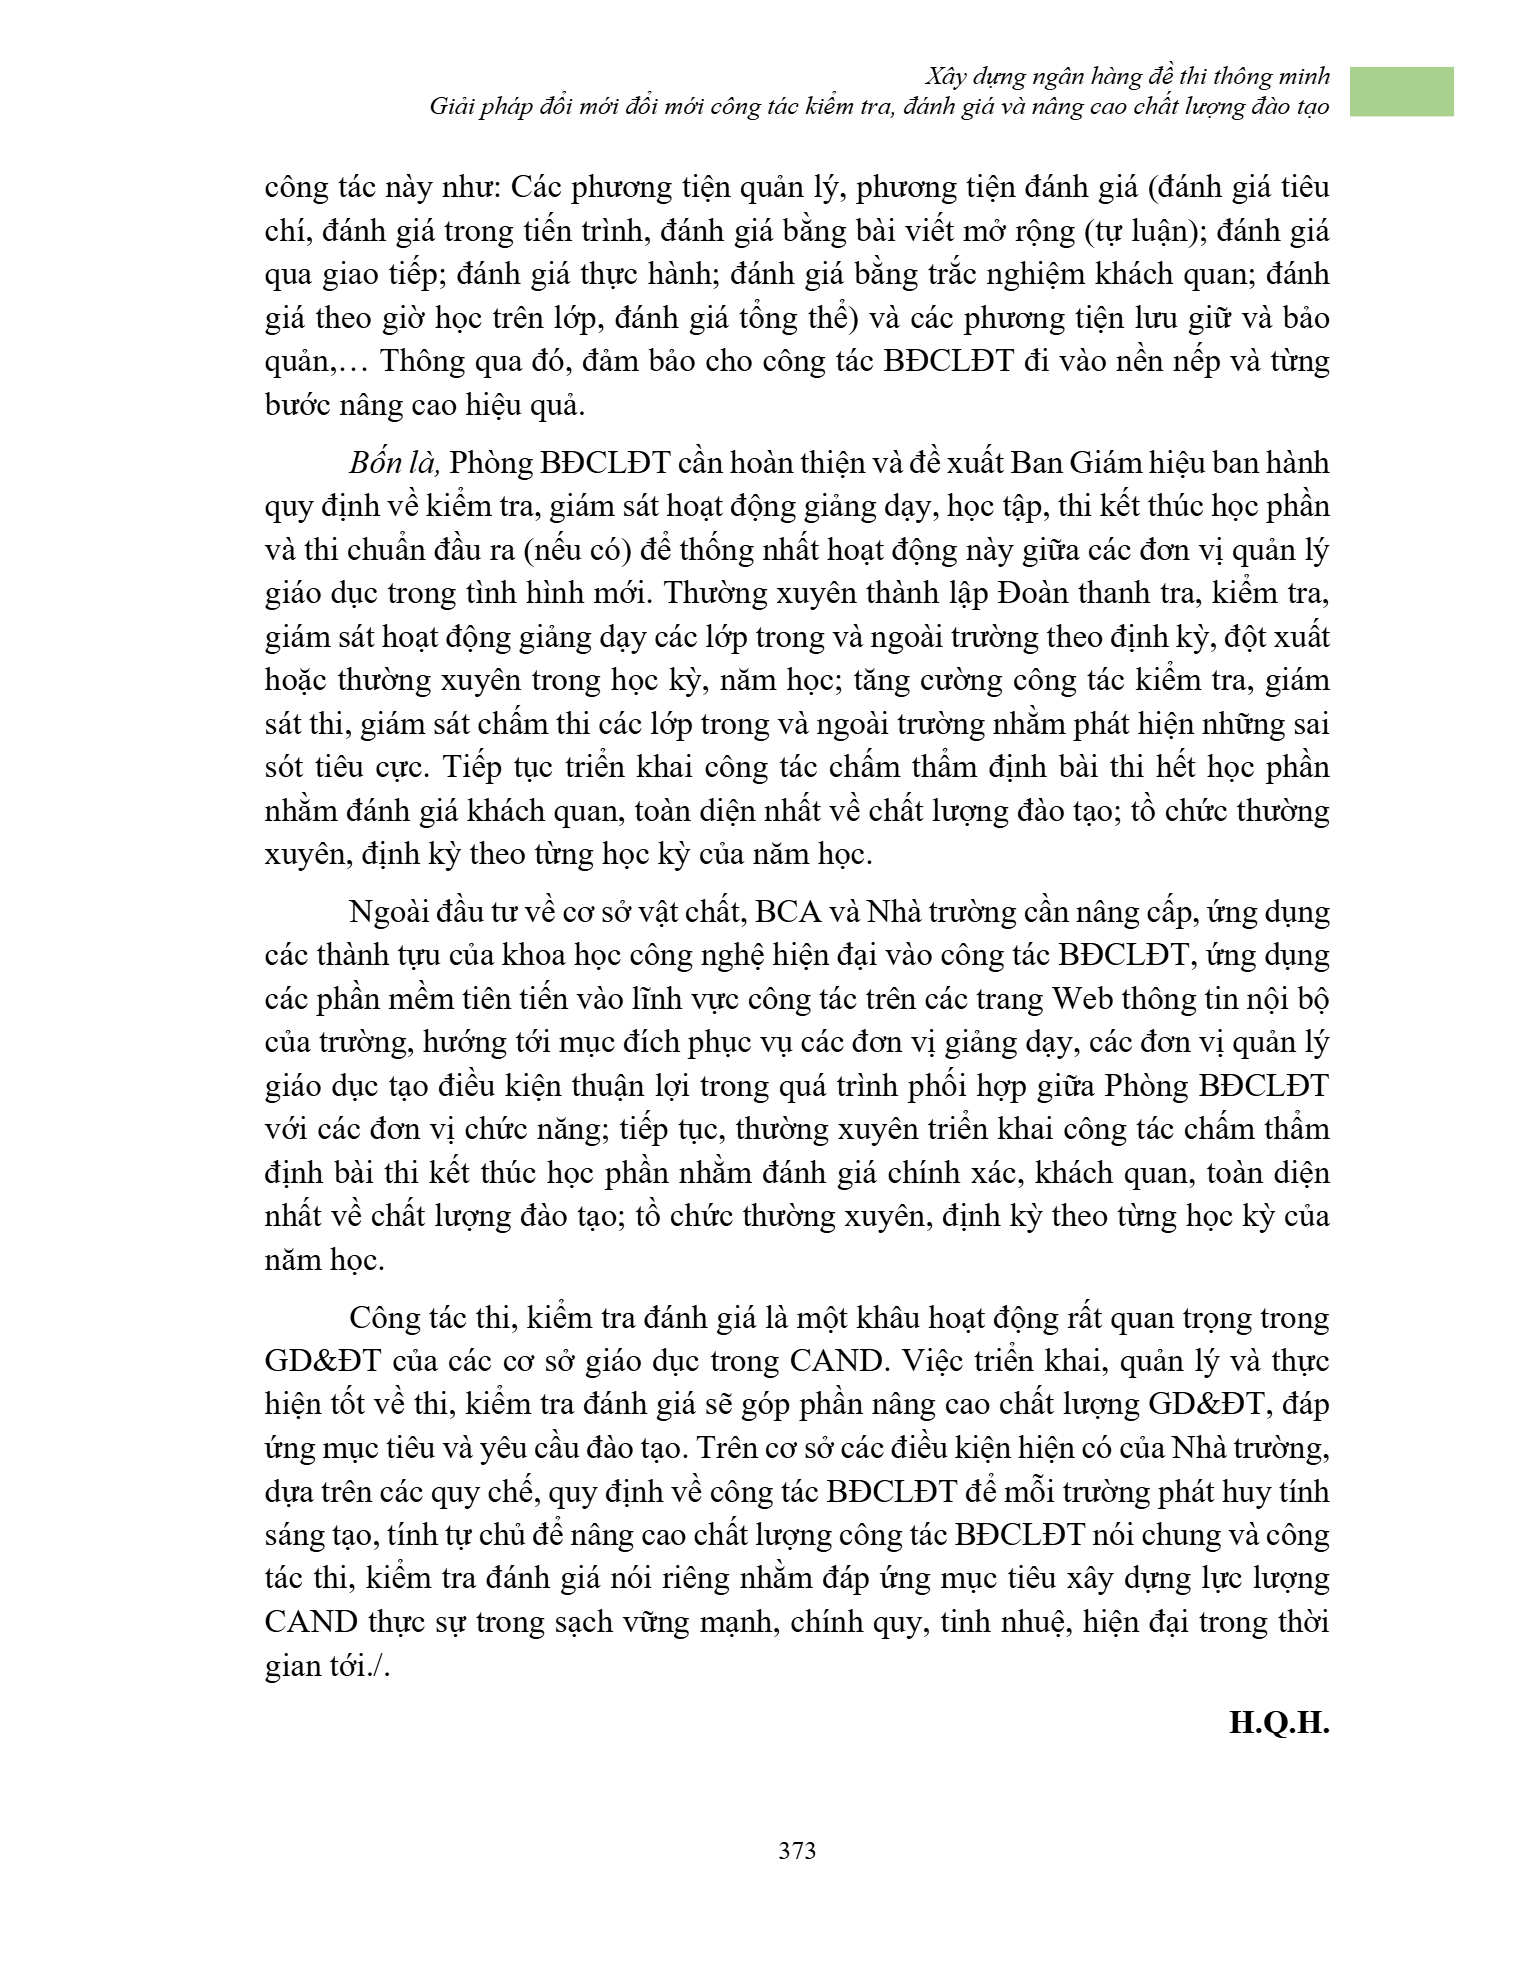 Xây dựng ngân hàng đề thi thông minh
Giải pháp đổi mới đổi mới công tác kiểm tra, đánh giá và nâng cao chất lượng đào tạo
công tác này như: Các phương tiện quản lý, phương tiện đánh giá (đánh giá tiêu
chí, đánh giá trong tiến trình, đánh giá bằng bài viết mở rộng (tự luận); đánh giá
qua giao tiếp; đánh giá thực hành; đánh giá bằng trắc nghiệm khách quan; đánh
giá theo giờ học trên lớp, đánh giá tổng thể) và các phương tiện lưu giữ và bảo
quản,… Thông qua đó, đảm bảo cho công tác BĐCLĐT đi vào nền nếp và từng
bước nâng cao hiệu quả.
Bốn là, Phòng BĐCLĐT cần hoàn thiện và đề xuất Ban Giám hiệu ban hành
quy định về kiểm tra, giám sát hoạt động giảng dạy, học tập, thi kết thúc học phần
và thi chuẩn đầu ra (nếu có) để thống nhất hoạt động này giữa các đơn vị quản lý
giáo dục trong tình hình mới. Thường xuyên thành lập Đoàn thanh tra, kiểm tra,
giám sát hoạt động giảng dạy các lớp trong và ngoài trường theo định kỳ, đột xuất
hoặc thường xuyên trong học kỳ, năm học; tăng cường công tác kiểm tra, giám
sát thi, giám sát chấm thi các lớp trong và ngoài trường nhằm phát hiện những sai
sót tiêu cực. Tiếp tục triển khai công tác chấm thẩm định bài thi hết học phần
nhằm đánh giá khách quan, toàn diện nhất về chất lượng đào tạo; tồ chức thường
xuyên, định kỳ theo từng học kỳ của năm học.
Ngoài đầu tư về cơ sở vật chất, BCA và Nhà trường cần nâng cấp, ứng dụng
các thành tựu của khoa học công nghệ hiện đại vào công tác BĐCLĐT, ứng dụng
các phần mềm tiên tiến vào lĩnh vực công tác trên các trang Web thông tin nội bộ
của trường, hướng tới mục đích phục vụ các đơn vị giảng dạy, các đơn vị quản lý
giáo dục tạo điều kiện thuận lợi trong quá trình phối hợp giữa Phòng BĐCLĐT
với các đơn vị chức năng; tiếp tục, thường xuyên triển khai công tác chấm thẩm
định bài thi kết thúc học phần nhằm đánh giá chính xác, khách quan, toàn diện
nhất về chất lượng đào tạo; tồ chức thường xuyên, định kỳ theo từng học kỳ của
năm học.
Công tác thi, kiểm tra đánh giá là một khâu hoạt động rất quan trọng trong
GD&ĐT của các cơ sở giáo dục trong CAND. Việc triển khai, quản lý và thực
hiện tốt về thi, kiểm tra đánh giá sẽ góp phần nâng cao chất lượng GD&ĐT, đáp
ứng mục tiêu và yêu cầu đào tạo. Trên cơ sở các điều kiện hiện có của Nhà trường,
dựa trên các quy chế, quy định về công tác BĐCLĐT để mỗi trường phát huy tính
sáng tạo, tính tự chủ để nâng cao chất lượng công tác BĐCLĐT nói chung và công
tác thi, kiểm tra đánh giá nói riêng nhằm đáp ứng mục tiêu xây dựng lực lượng
CAND thực sự trong sạch vững mạnh, chính quy, tinh nhuệ, hiện đại trong thời
gian tới./.
H.Q.H.
373